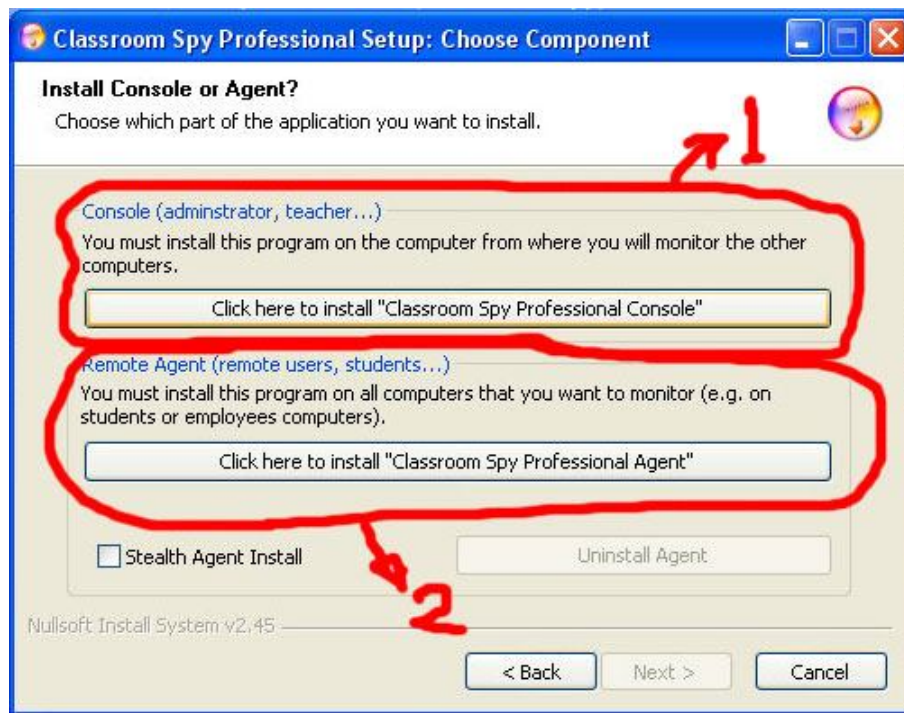 Classroom Spy Professional Setup: Choose Component
Install Console or Agent?
Choose which part of the application you want to install.
1
Console (adminstrator, teacher...)
You must install this program on the computer from where you will monitor the other
computers.
Click here to install "Classroom Spy Professional Console"
Remote Agent (remote users, students...)
You must install this program on all computers that you want to monitor (e.g. on
students or employees computers).
Click here to install "Classroom Spy Professional Agent"
Stealth Agent Install
Uninstall Agent
2
Nullsoft Install System v2.45
< Back
Next >
Cancel